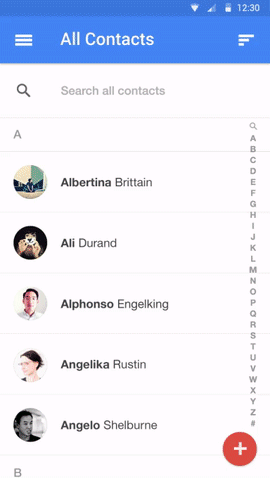 12:30
All Contacts
Search all contacts
A
Albertina Brittain
Ali Durand
Alphonso Engelking
Angelika Rustin
Angelo Shelburne
B
A
B
C
D
E
F
G
H
I
J
K
L
M
N
O
P
Q
R
S
T
U
V
W
X
Y
Z
#